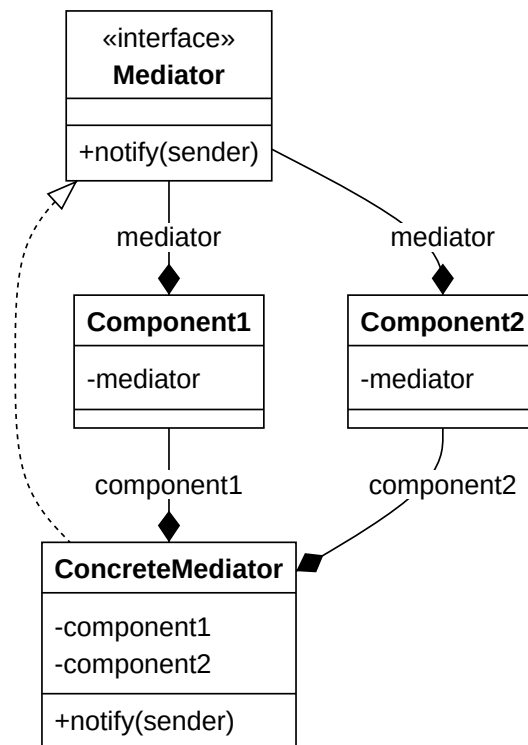 «interface»
Mediator
+notify(sender)
mediator
mediator
Component1
-mediator
Component2
-mediator
component1
component2
ConcreteMediator
-component1
-component2
+notify(sender)